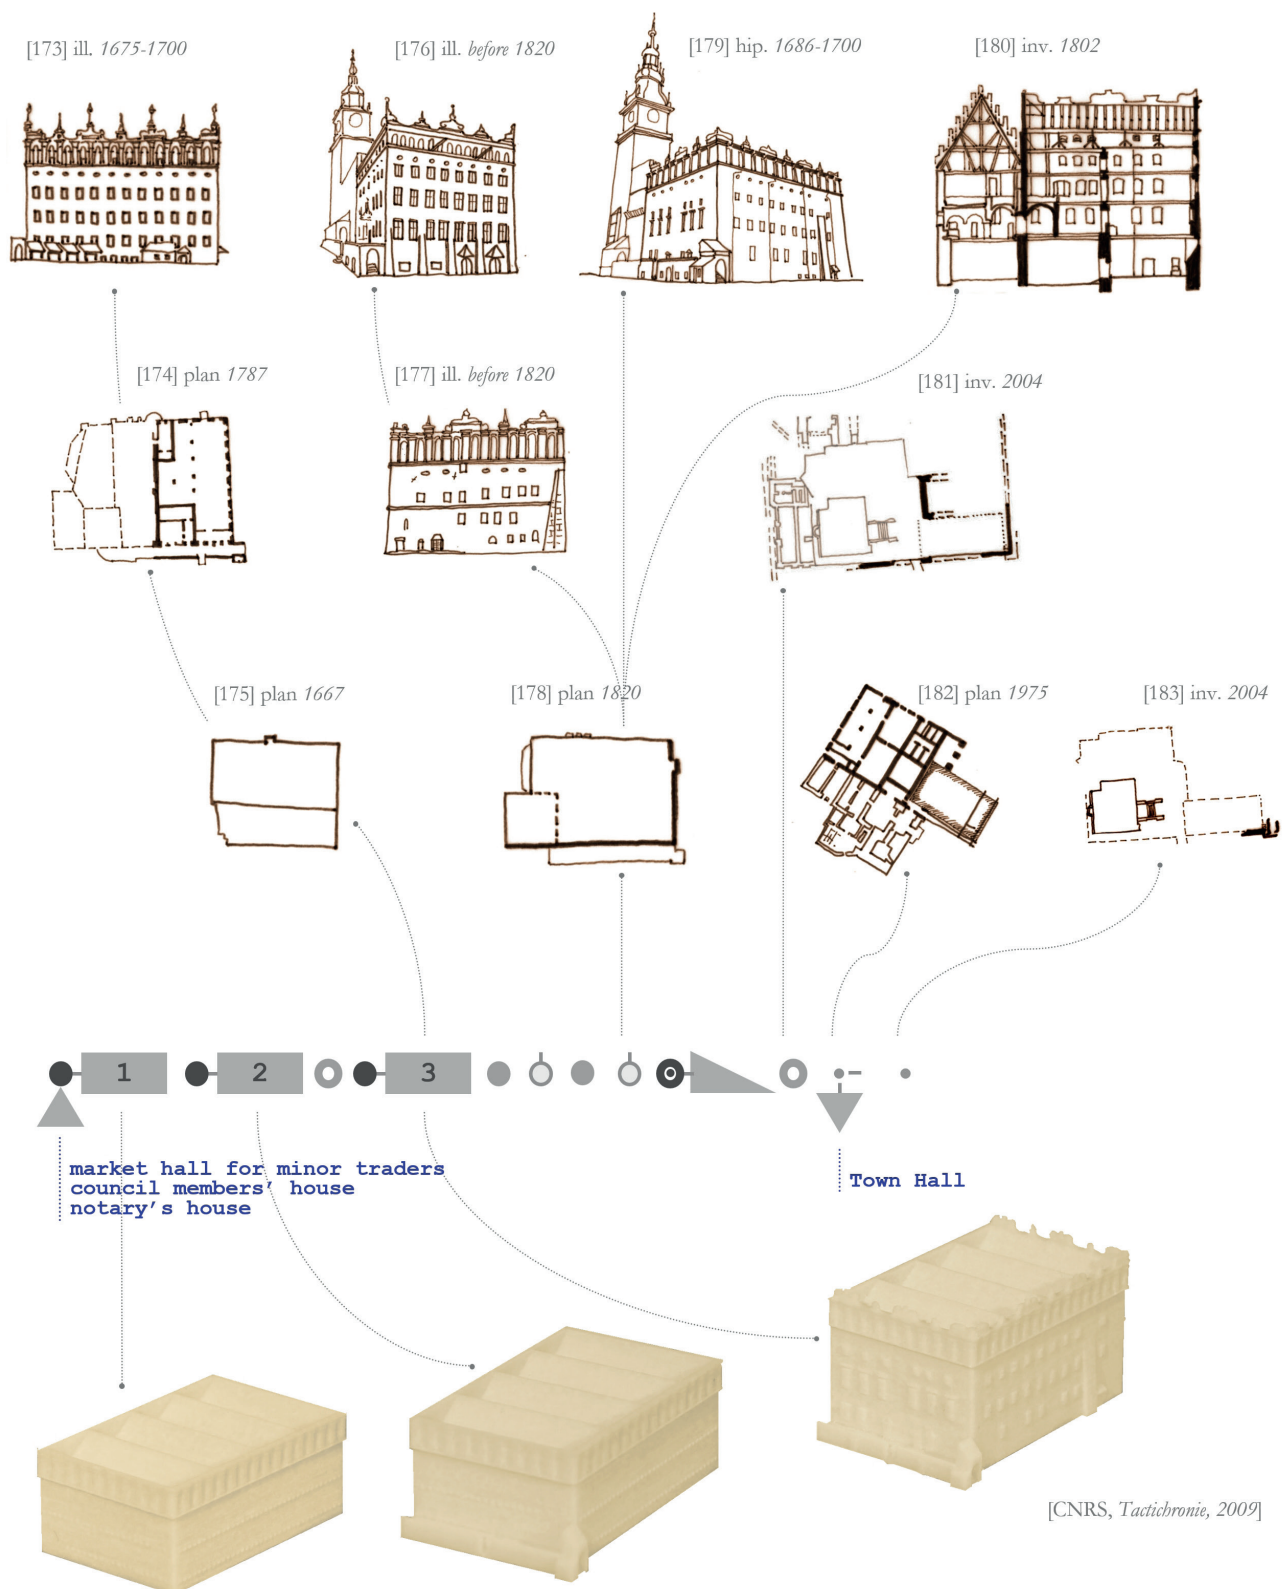 [173] ill. 1675-1700
[176] ill. before 1820
[179] hip. 1686-1700
[180] inv. 1802
[174] plan 1787
[177] ill. before 1820
[181] inv. 2004
[175] plan 1667
[178] plan 1820
[182] plan 1975
[183] inv. 2004
1
2
3
market hall for minor traders
council members' house
notary's house
Town Hall
[CNRS, Tactichronie, 2009]